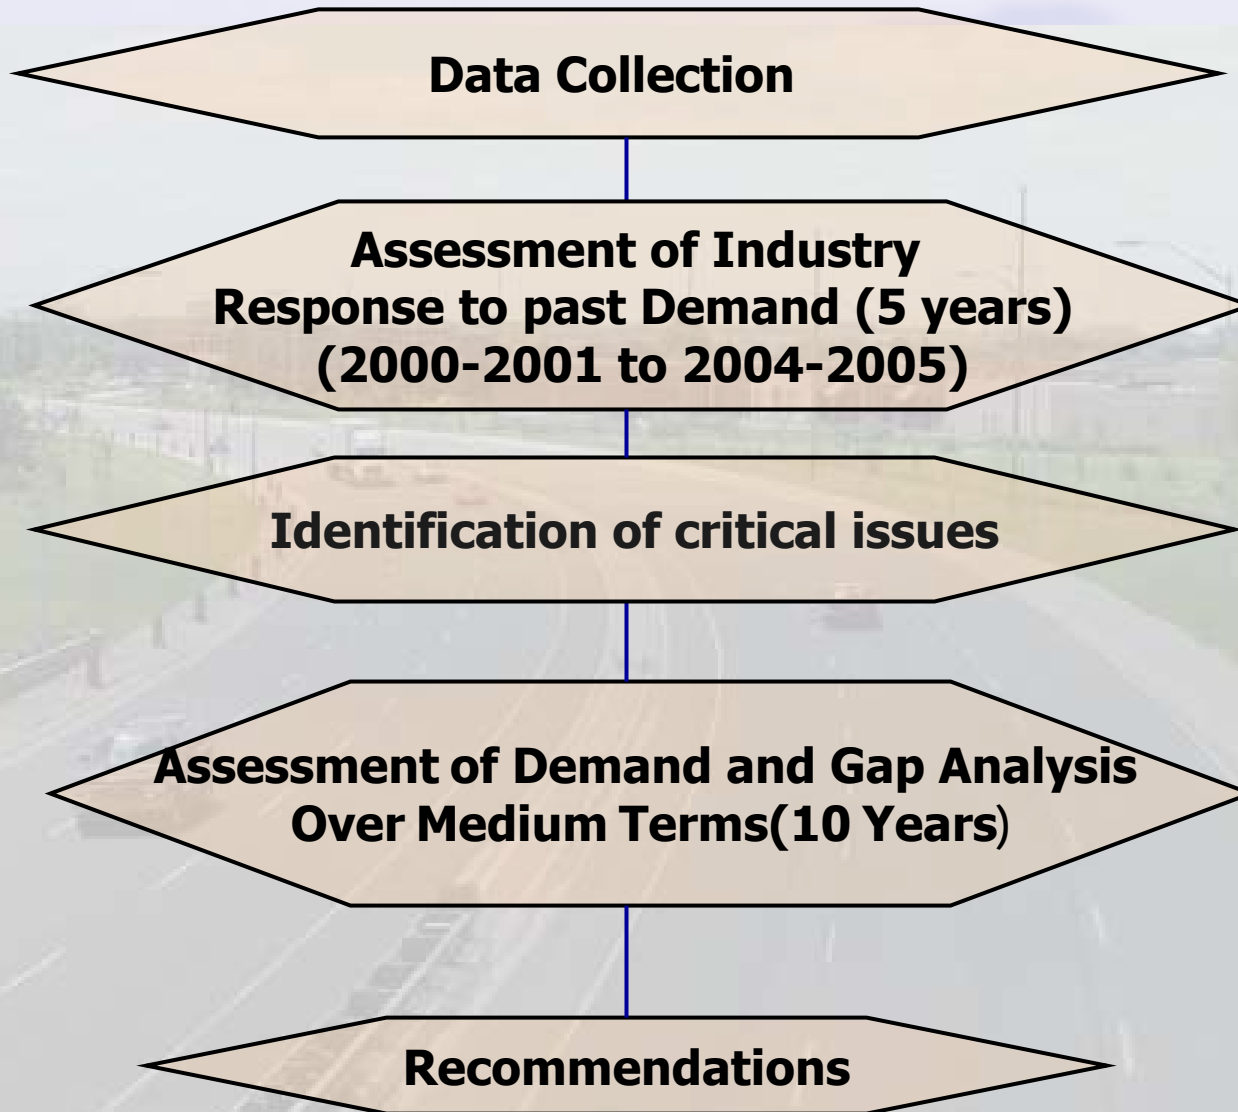 Data Collection
Assessment of Industry
Response to past Demand (5 years)
(2000-2001 to 2004-2005)
Identification of critical issues
Assessment of Demand and Gap Analysis
Over Medium Terms(10 Years)
Recommendations